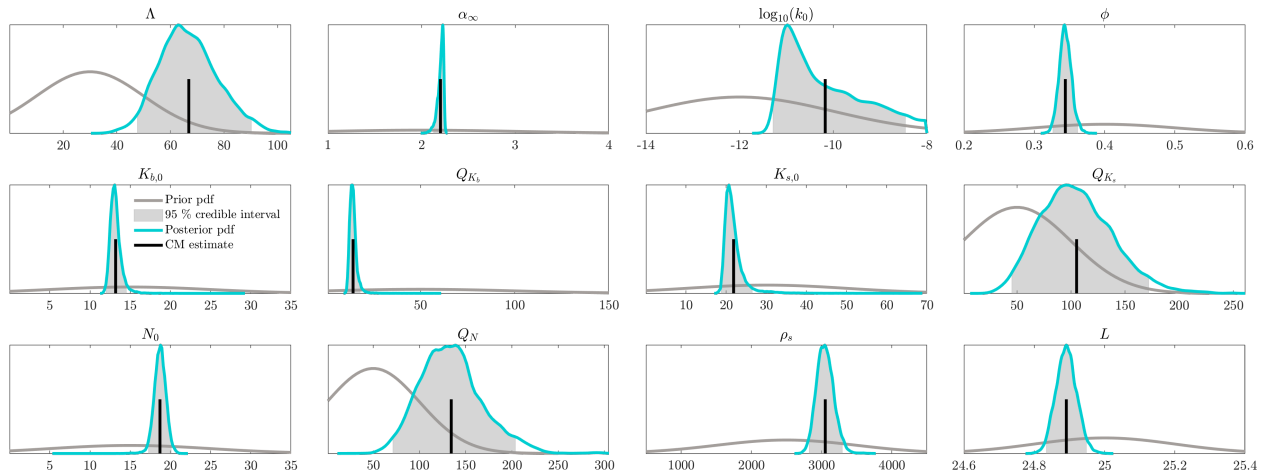 Λ
α∞
log10(k0)
ϕ
20 40 60 80 100
1 2 3 4
-14 -12 -10 -8
0.2 0.3 0.4 0.5 0.6
Kb,0
QKb
Ks,0
QKs
Prior pdf
95 % credible interval
Posterior pdf
CM estimate
5 10 15 20 25 30 35
50 100 150
10 20 30 40 50 60 70
50 100 150 200 250
N0
QN
ρs
L
0 5 10 15 20 25 30 35
50 100 150 200 250 300
1000 2000 3000 4000
24.6 24.8 25 25.2 25.4